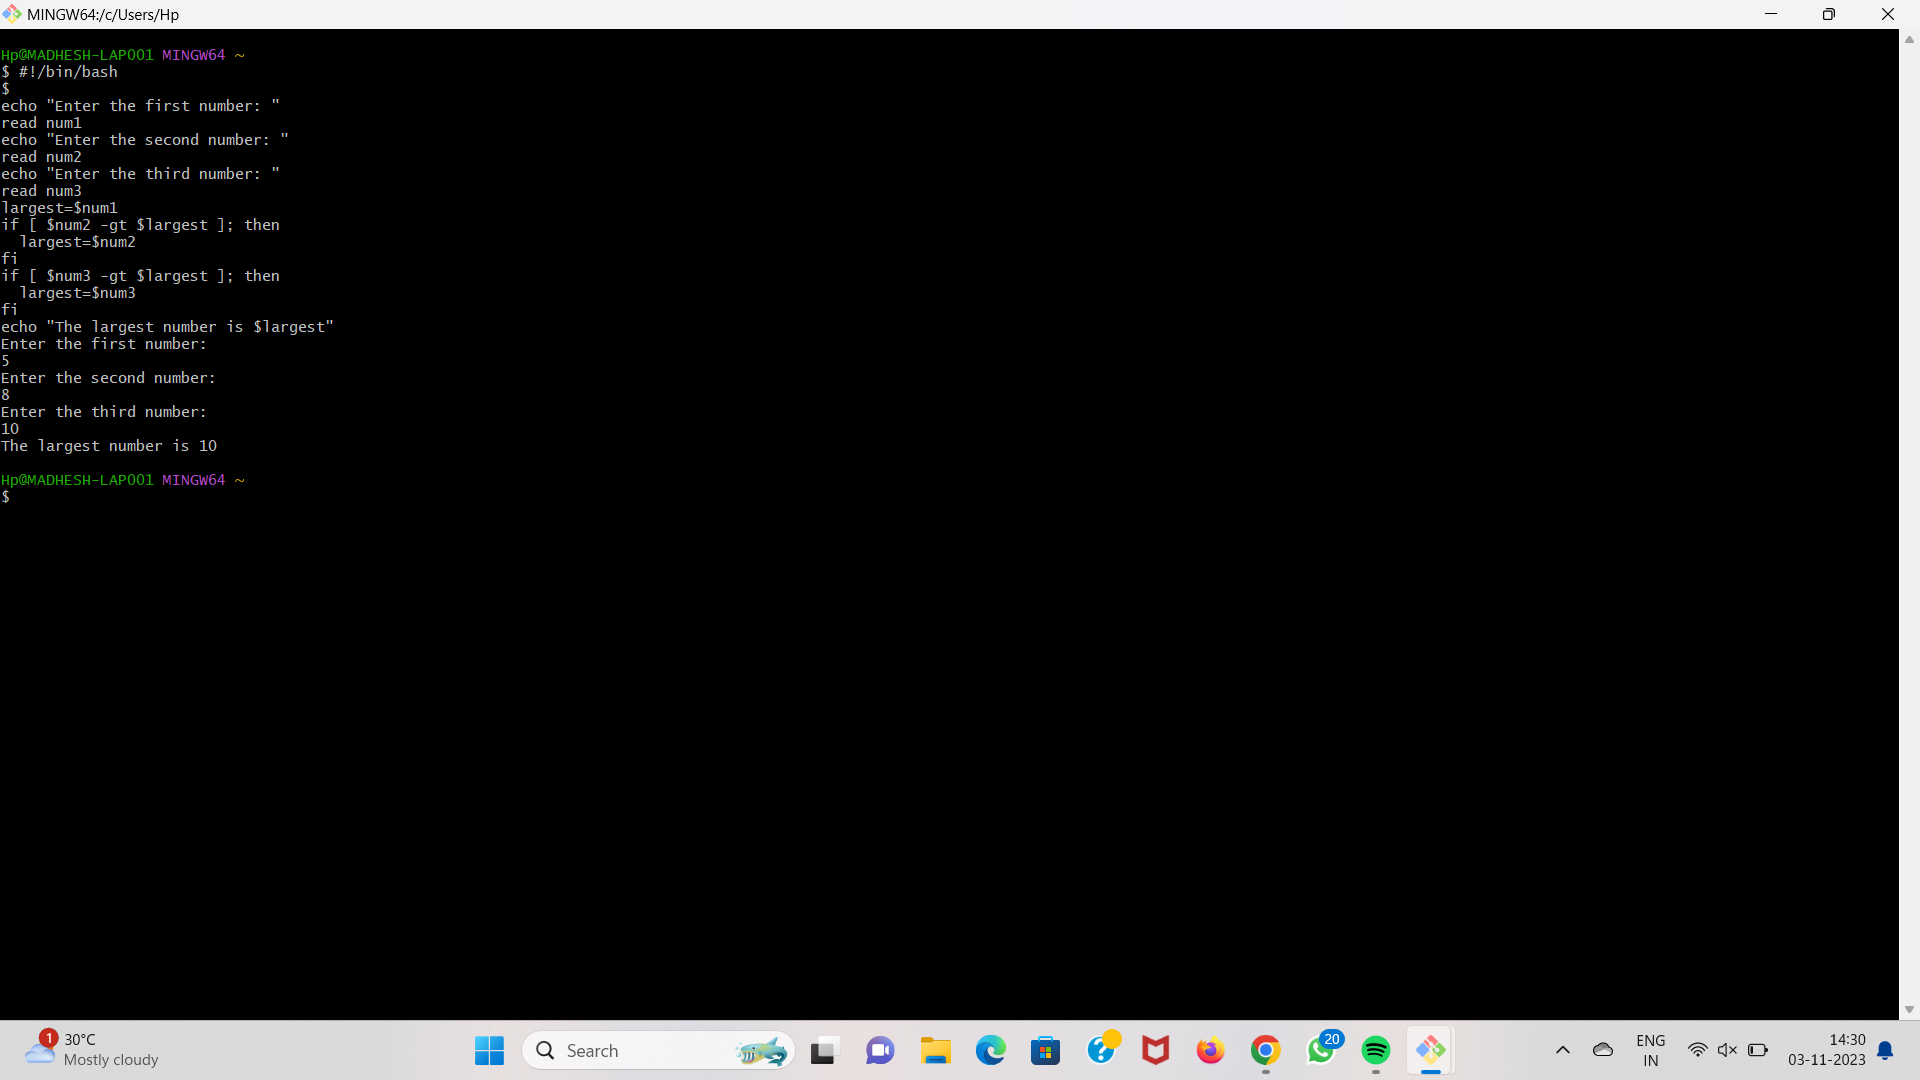 MINGW64:/c/Users/Hp
Hp@MADHESH-LAP001 MINGW64 ~
$ #!/bin/bash
$
echo "Enter the first number: "
read num1
echo "Enter the second number: "
read num2
echo "Enter the third number: "
read num3
largest=$num1
if [ $num2 -gt $largest ]; then
  largest=$num2
fi
if [ $num3 -gt $largest ]; then
  largest=$num3
fi
echo "The largest number is $largest"
Enter the first number:
5
Enter the second number:
8
Enter the third number:
10
The largest number is 10
Hp@MADHESH-LAP001 MINGW64 ~
$
1
30°C
Mostly cloudy
Search
20
ENG
IN
14:30
03-11-2023